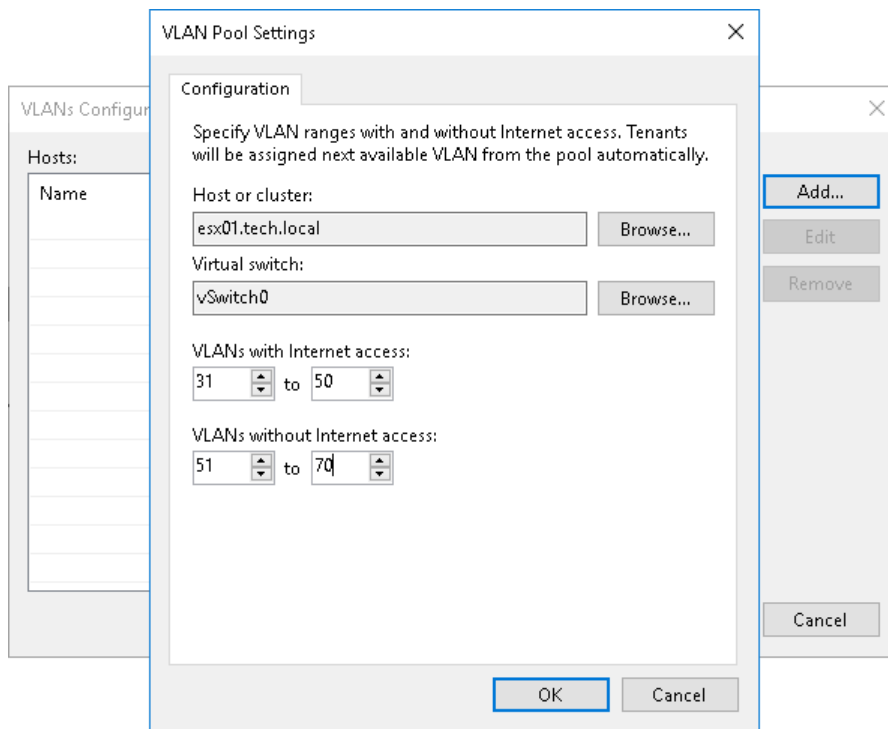 VLAN Pool Settings
VLANs Configur
Configuration
Specify VLAN ranges with and without Internet access. Tenants
will be assigned next available VLAN from the pool automatically.
Hosts:
Name
Host or cluster:
esx01.tech.local
Browse...
Virtual switch:
vSwitch0
Browse...
VLANs with Internet access:
31 to 50
VLANs without Internet access:
51 to 70
OK
Cancel
Add...
Edit
Remove
Cancel